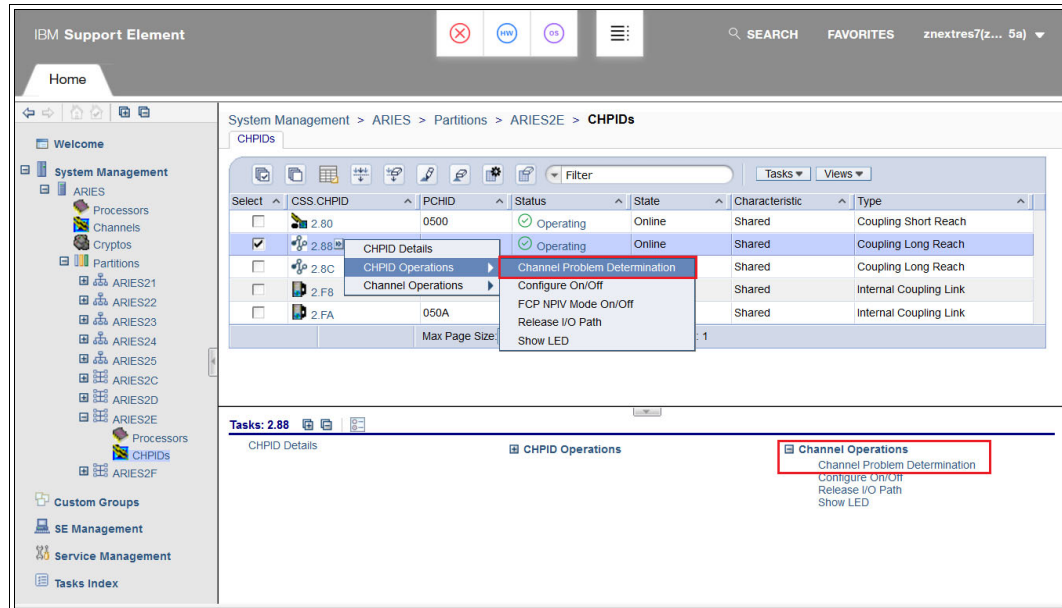 IBM Support Element
HW
OS
SEARCH FAVORITES znextres7(z... 5a)
Home
System Management > ARIES > Partitions > ARIES2E > CHPIDs
CHPIDs
Welcome
System Management
ARIES
Processors
Channels
Cryptos
Partitions
ARIES21
ARIES22
ARIES23
ARIES24
ARIES25
ARIES2C
ARIES2D
ARIES2E
Processors
CHPIDs
ARIES2F
Custom Groups
SE Management
Service Management
Tasks Index
Filter Tasks Views
Select CSS.CHPID PCHID Status State Characteristic Type
2.80 0500 Operating Online Shared Coupling Short Reach
2.88 Operating Online Shared Coupling Long Reach
2.8C Shared Coupling Long Reach
2.F8 Shared Internal Coupling Link
2.FA 050A Shared Internal Coupling Link
Max Page Size: : 1
CHPID Details
CHPID Operations
Channel Operations
Channel Problem Determination
Configure On/Off
FCP NPIV Mode On/Off
Release I/O Path
Show LED
Tasks: 2.88
CHPID Details
CHPID Operations
Channel Operations
Channel Problem Determination
Configure On/Off
Release I/O Path
Show LED